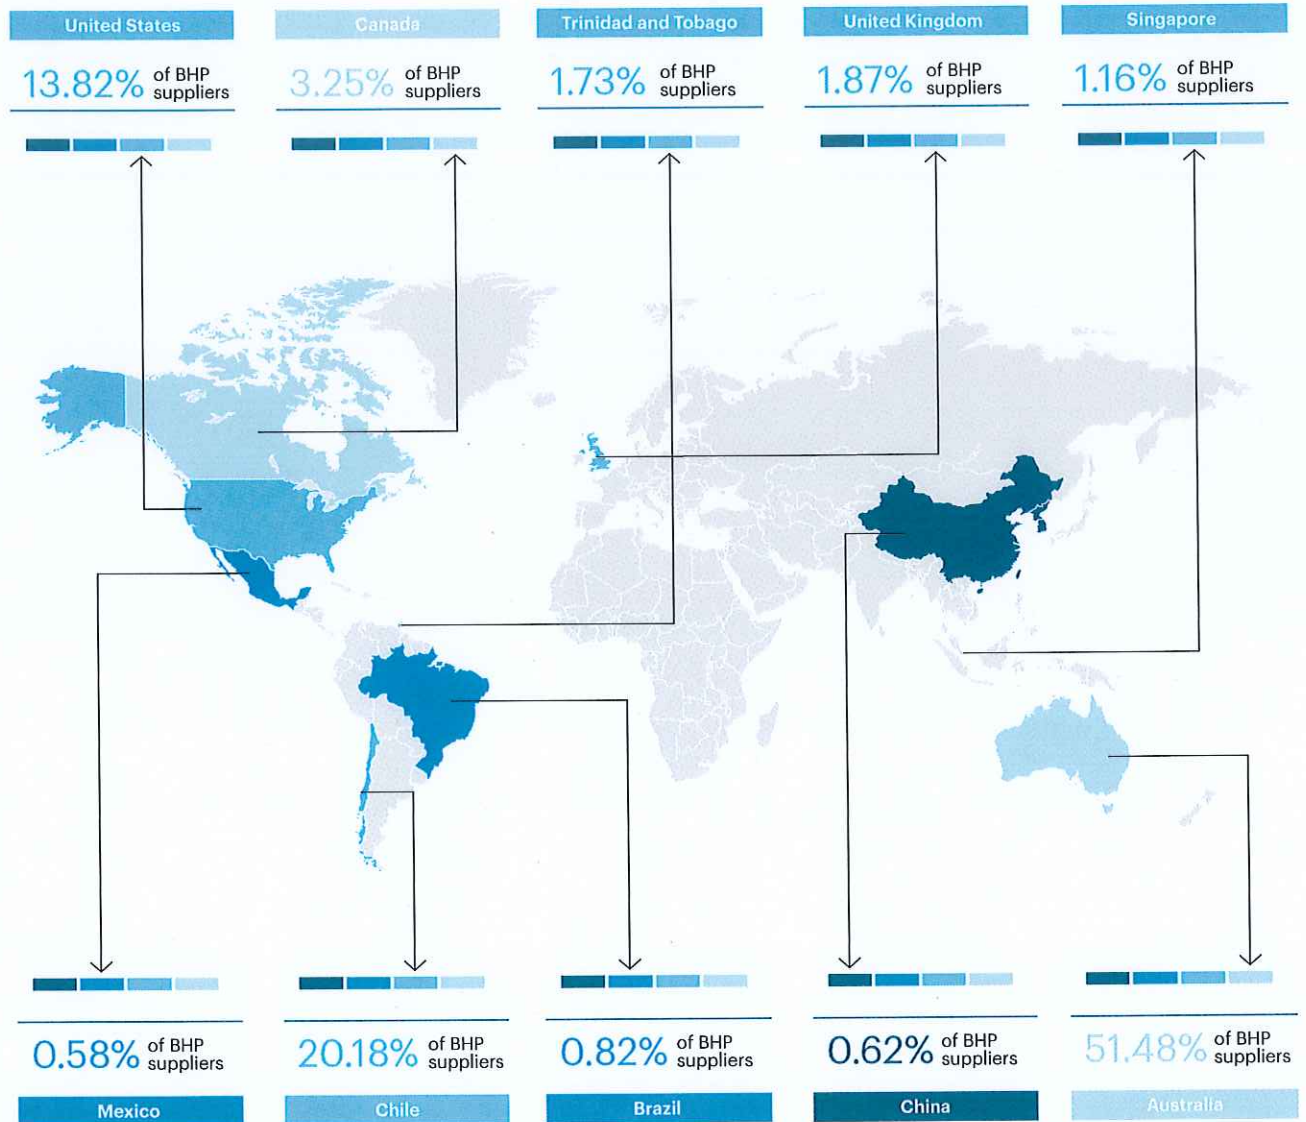 United States
13.82% of BHP suppliers
Canada
3.25% of BHP suppliers
Trinidad and Tobago
1.73% of BHP suppliers
United Kingdom
1.87% of BHP suppliers
Singapore
1.16% of BHP suppliers
0.58% of BHP suppliers
Mexico
20.18% of BHP suppliers
Chile
0.82% of BHP suppliers
Brazil
0.62% of BHP suppliers
China
51.48% of BHP suppliers
Australia